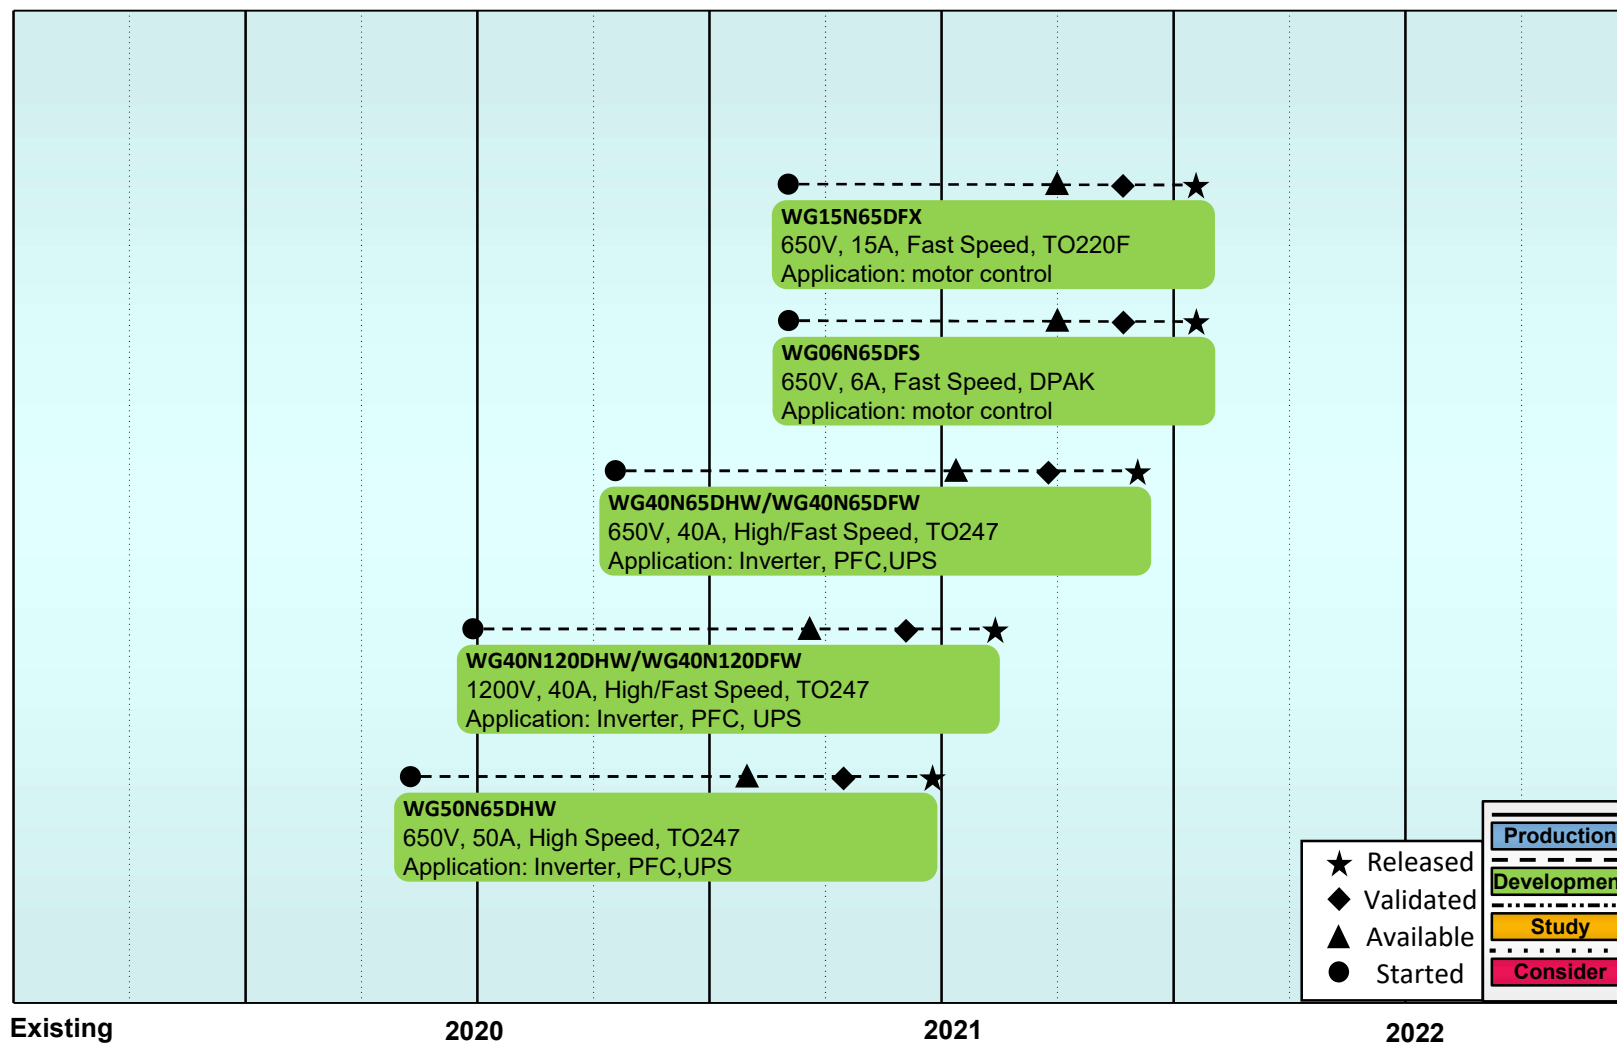 WG15N65DFX
650V, 15A, Fast Speed, TO220F
Application: motor control
WG06N65DFS
650V, 6A, Fast Speed, DPAK
Application: motor control
WG40N65DHW/WG40N65DFW
650V, 40A, High/Fast Speed, TO247
Application: Inverter, PFC,UPS
WG40N120DHW/WG40N120DFW
1200V, 40A, High/Fast Speed, TO247
Application: Inverter, PFC, UPS
WG50N65DHW
650V, 50A, High Speed, TO247
Application: Inverter, PFC,UPS
Released
Validated
Available
Started
Production
Developmen
Study
Consider
Existing
2020
2021
2022